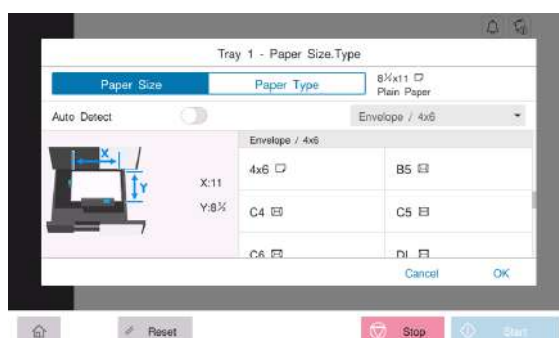 Tray 1 - Paper Size.Type
Paper Size
Paper Type
8½x11
Plain Paper
Auto Detect
Envelope / 4x6
Envelope / 4x6
X
Y
X:11
Y:8½
4x6
B5
C4
C5
C6
DL
Cancel
OK
Reset
Stop
Start